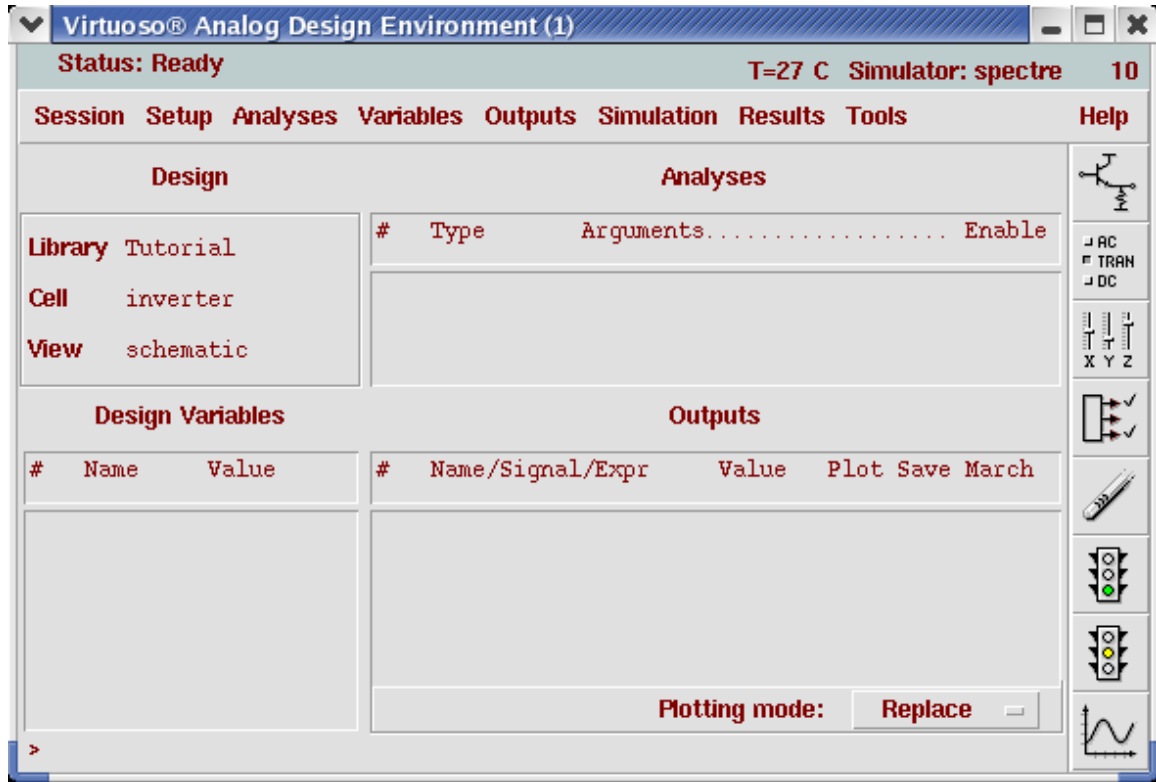 Virtuoso® Analog Design Environment (1)
Status: Ready T=27 C Simulator: spectre 10
Session Setup Analyses Variables Outputs Simulation Results Tools Help
Design
Library Tutorial
Cell inverter
View schematic
Analyses
# Type Arguments................... Enable
Design Variables
# Name Value
Outputs
# Name/Signal/Expr Value Plot Save March
Plotting mode: Replace
>
AC
TRAN
DC
X Y Z